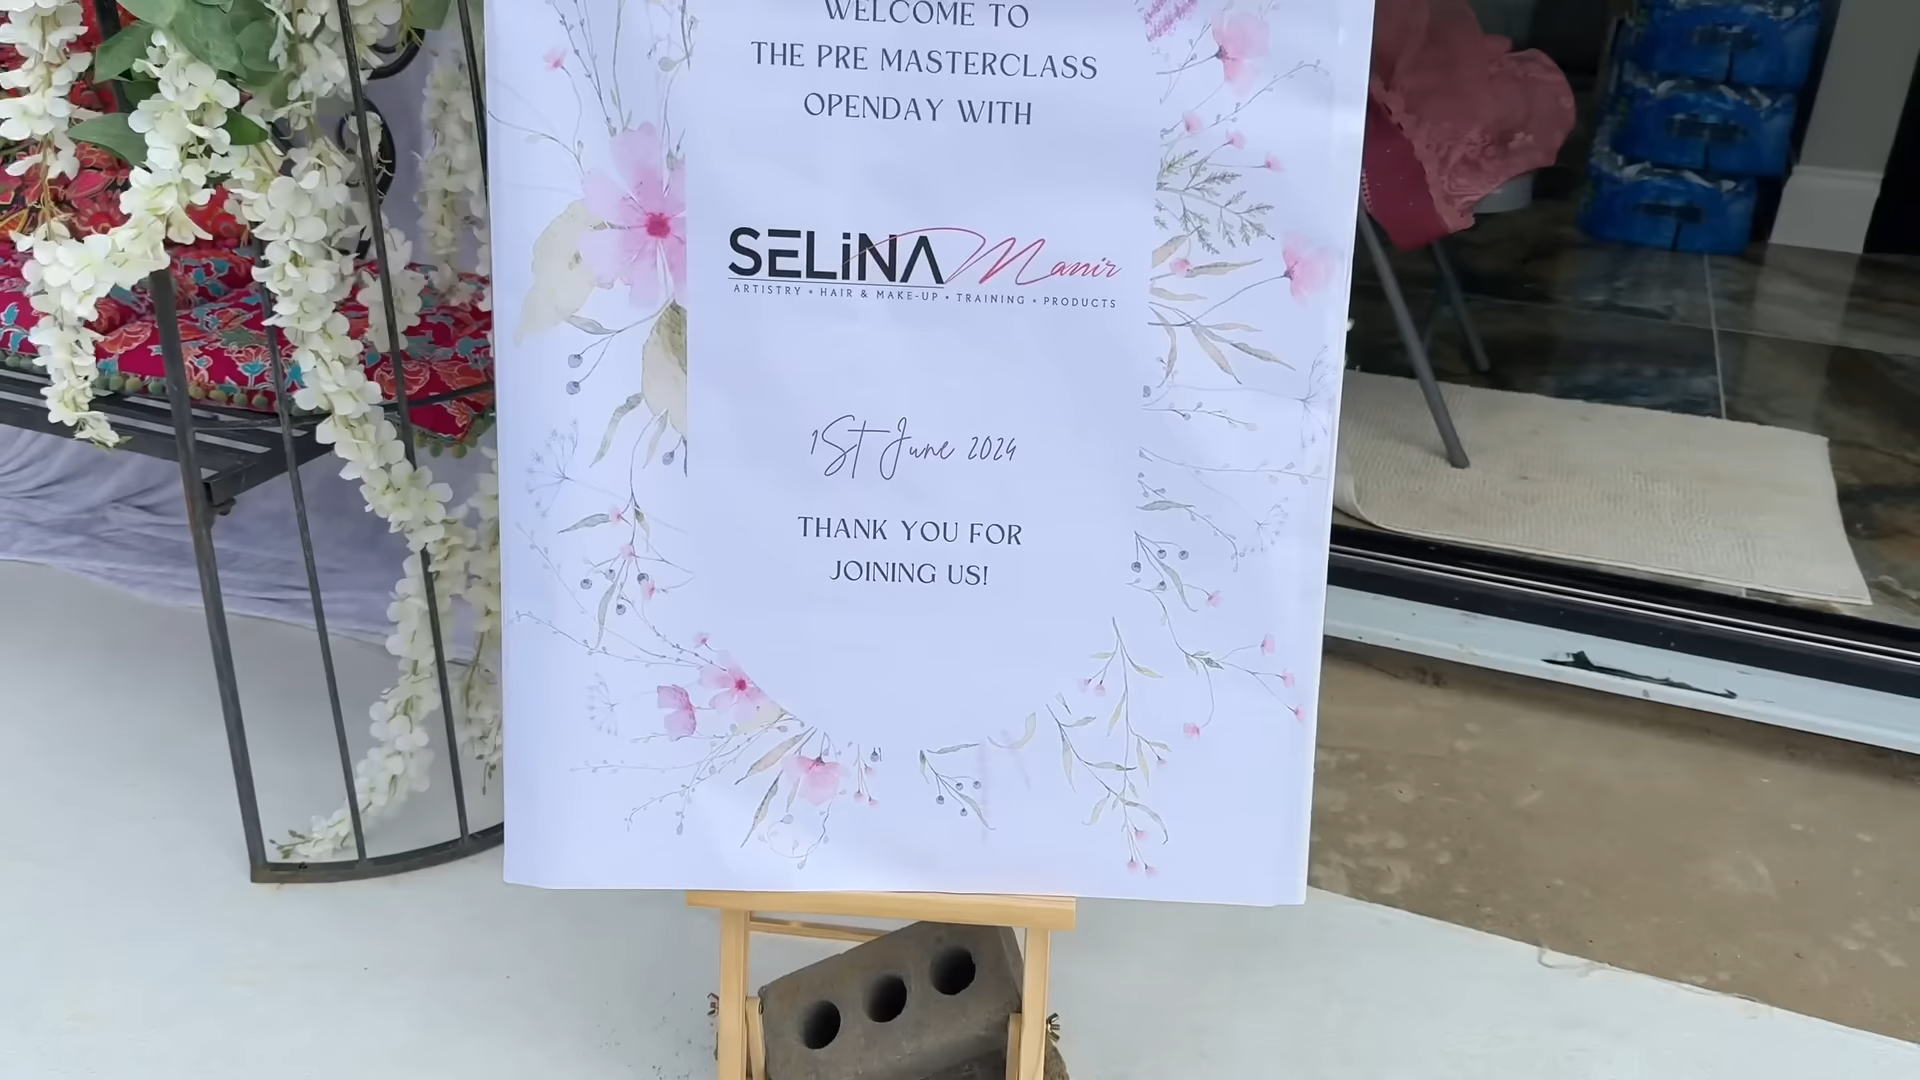 WELCOME TO
THE PRE MASTERCLASS
OPENDAY WITH
SELiNA Manir
ARTISTRY • HAIR & MAKE-UP • TRAINING • PRODUCTS
1St June 2024
THANK YOU FOR
JOINING US!